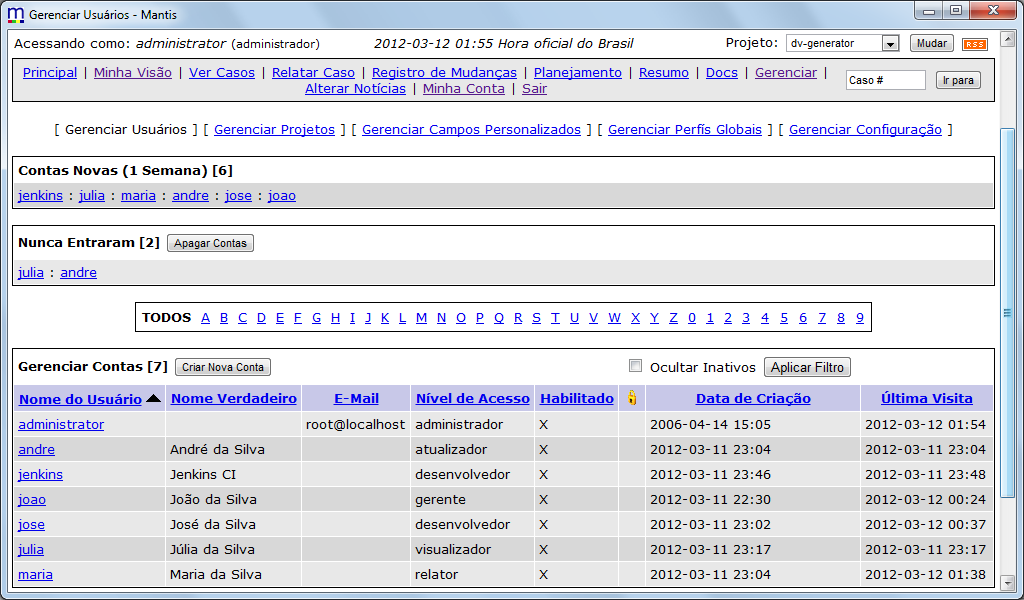 Gerenciar Usuários - Mantis
Acessando como: administrator (administrador) 2012-03-12 01:55 Hora oficial do Brasil Projeto: dv-generator Mudar RSS
Principal | Minha Visão | Ver Casos | Relatar Caso | Registro de Mudanças | Planejamento | Resumo | Docs | Gerenciar |
Alterar Notícias | Minha Conta | Sair
Caso # Ir para
[ Gerenciar Usuários ] [ Gerenciar Projetos ] [ Gerenciar Campos Personalizados ] [ Gerenciar Perfís Globais ] [ Gerenciar Configuração ]
Contas Novas (1 Semana) [6]
jenkins : julia : maria : andre : jose : joao
Nunca Entraram [2] Apagar Contas
julia : andre
TODOS A B C D E F G H I J K L M N O P Q R S T U V W X Y Z 0 1 2 3 4 5 6 7 8 9
Gerenciar Contas [7] Criar Nova Conta Ocultar Inativos Aplicar Filtro
Nome do Usuário Nome Verdadeiro E-Mail Nível de Acesso Habilitado Data de Criação Última Visita
administrator root@localhost administrador X 2006-04-14 15:05 2012-03-12 01:54
andre André da Silva atualizador X 2012-03-11 23:04 2012-03-11 23:04
jenkins Jenkins CI desenvolvedor X 2012-03-11 23:46 2012-03-11 23:48
joao João da Silva gerente X 2012-03-11 22:30 2012-03-12 00:24
jose José da Silva desenvolvedor X 2012-03-11 23:02 2012-03-12 00:37
julia Júlia da Silva visualizador X 2012-03-11 23:17 2012-03-11 23:17
maria Maria da Silva relator X 2012-03-11 23:04 2012-03-12 01:38